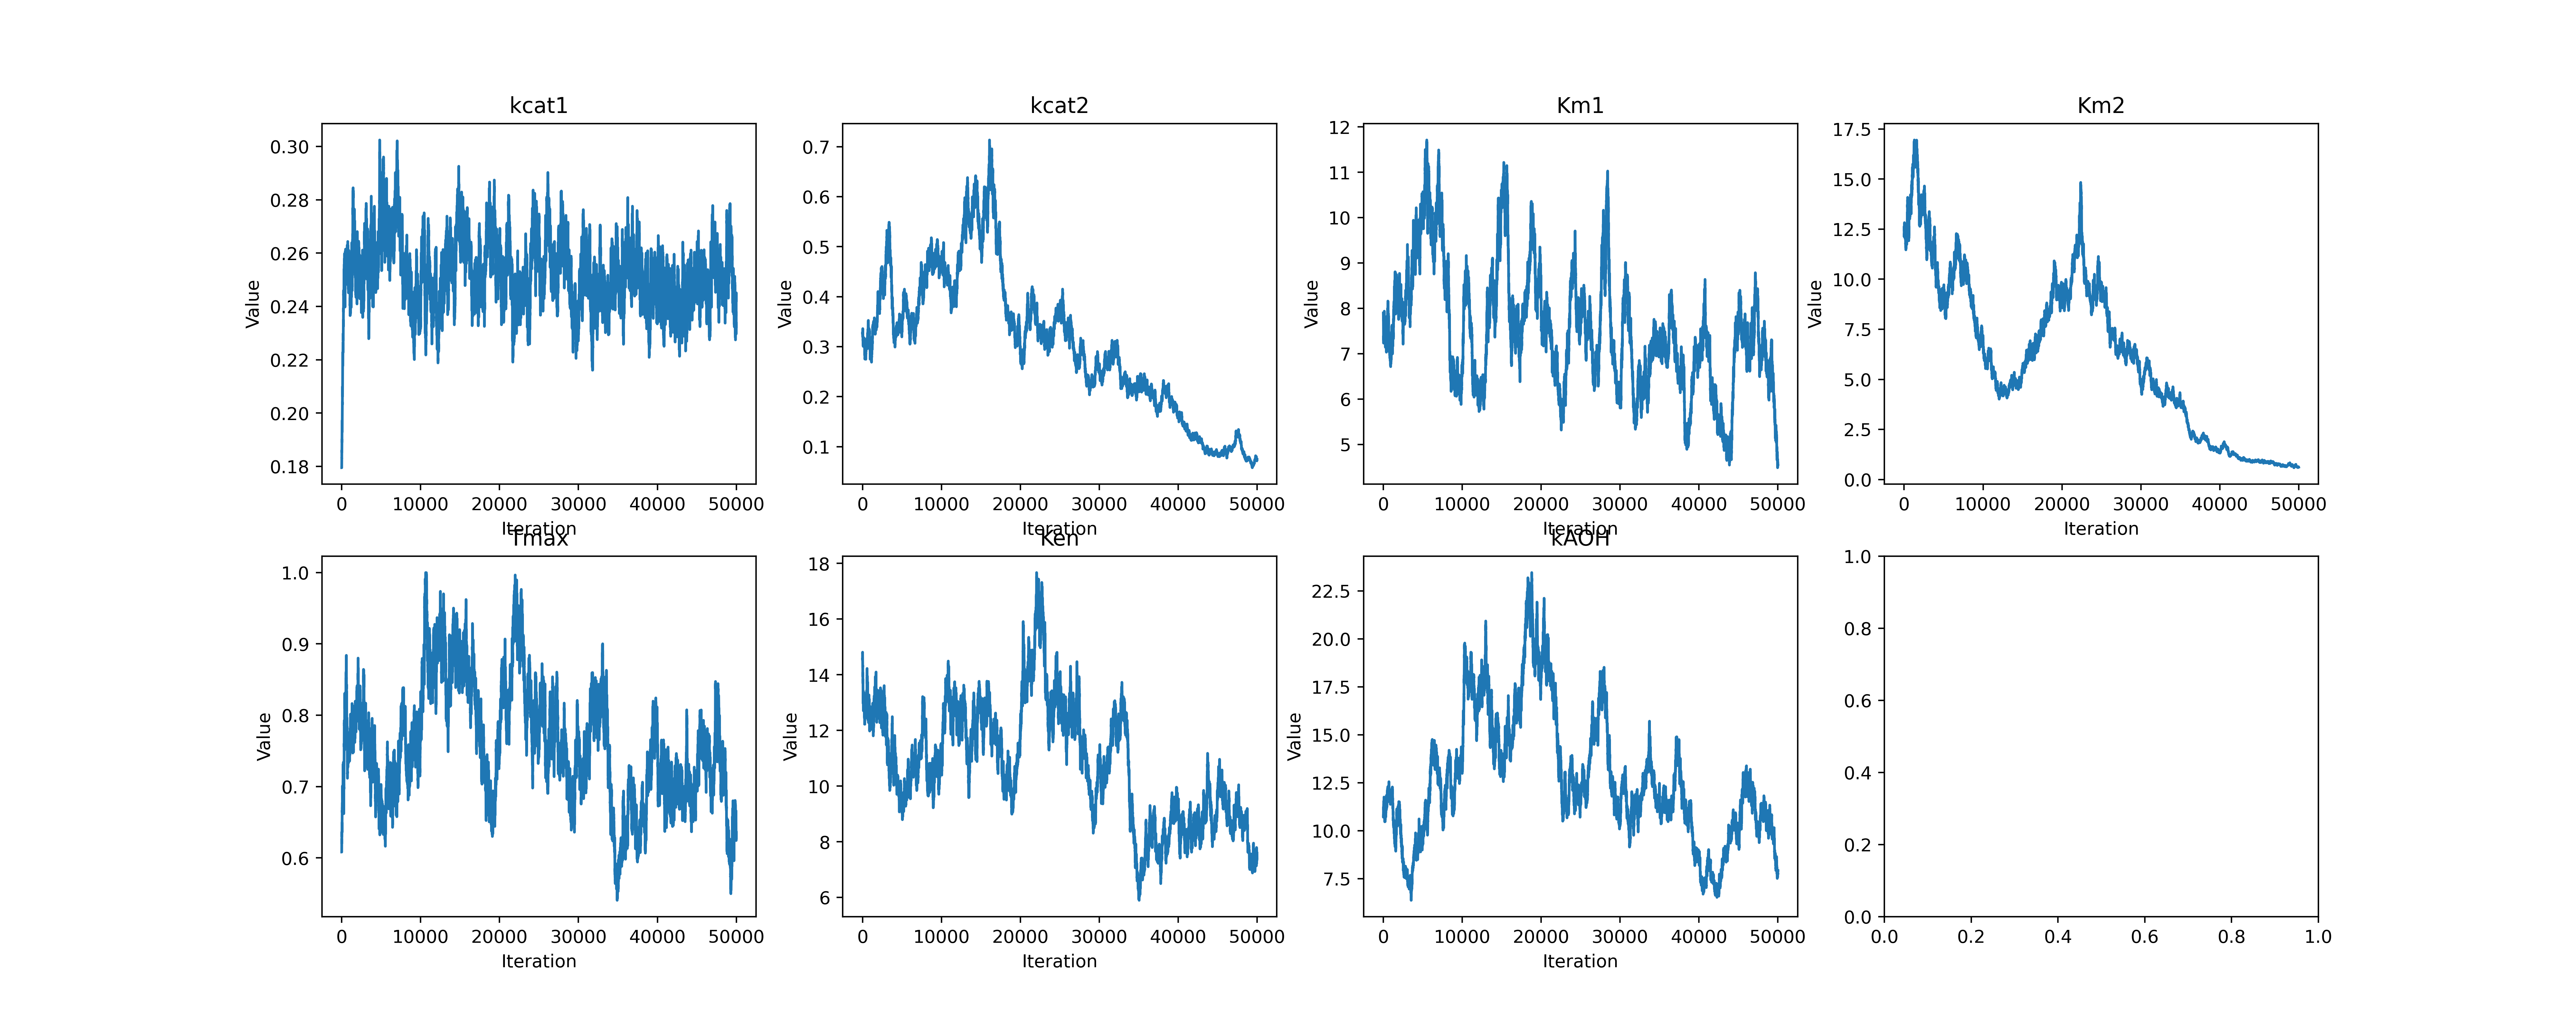 kcat1 kcat2 Km1 Km2
0.30 0.7 12 17.5
0.28 0.6 11 15.0
0.26 0.5 10 12.5
0.24 0.4 9 10.0
0.22 0.3 8 7.5
0.20 0.2 7 5.0
0.18 0.1 6 2.5
5 0.0
Value Value Value Value
0 10000 20000 30000 40000 50000 0 10000 20000 30000 40000 50000 0 10000 20000 30000 40000 50000 0 10000 20000 30000 40000 50000
Iteration Iteration Iteration Iteration
Tmax Ken kAOH
1.0 18 22.5 1.0
0.9 16 20.0 0.8
0.8 14 17.5 0.6
0.7 12 15.0 0.4
0.6 10 12.5 0.2
8 10.0 0.0
6 7.5
Value Value Value
0 10000 20000 30000 40000 50000 0 10000 20000 30000 40000 50000 0 10000 20000 30000 40000 50000 0.0 0.2 0.4 0.6 0.8 1.0
Iteration Iteration Iteration